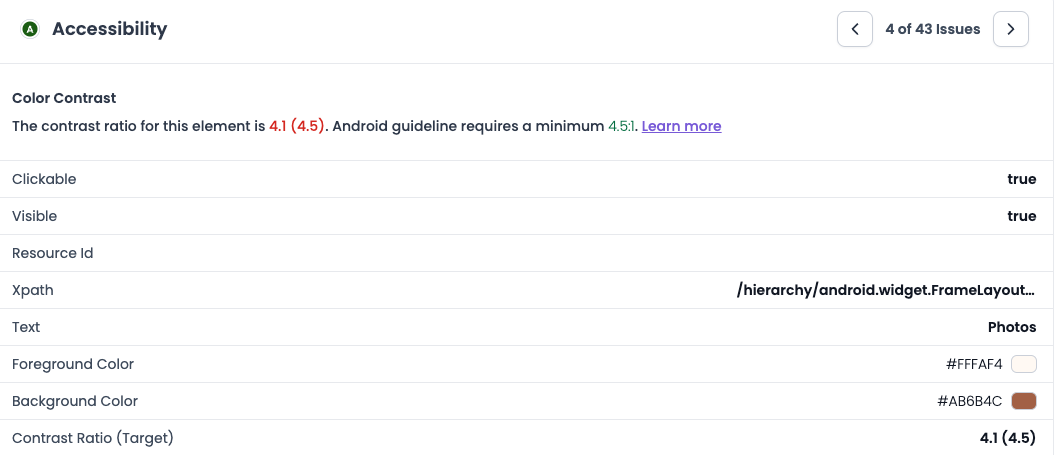 A Accessibility
4 of 43 Issues
Color Contrast
The contrast ratio for this element is 4.1 (4.5). Android guideline requires a minimum 4.5:1. Learn more
Clickable true
Visible true
Resource Id
Xpath /hierarchy/android.widget.FrameLayout...
Text Photos
Foreground Color #FFFAF4
Background Color #AB6B4C
Contrast Ratio (Target) 4.1 (4.5)